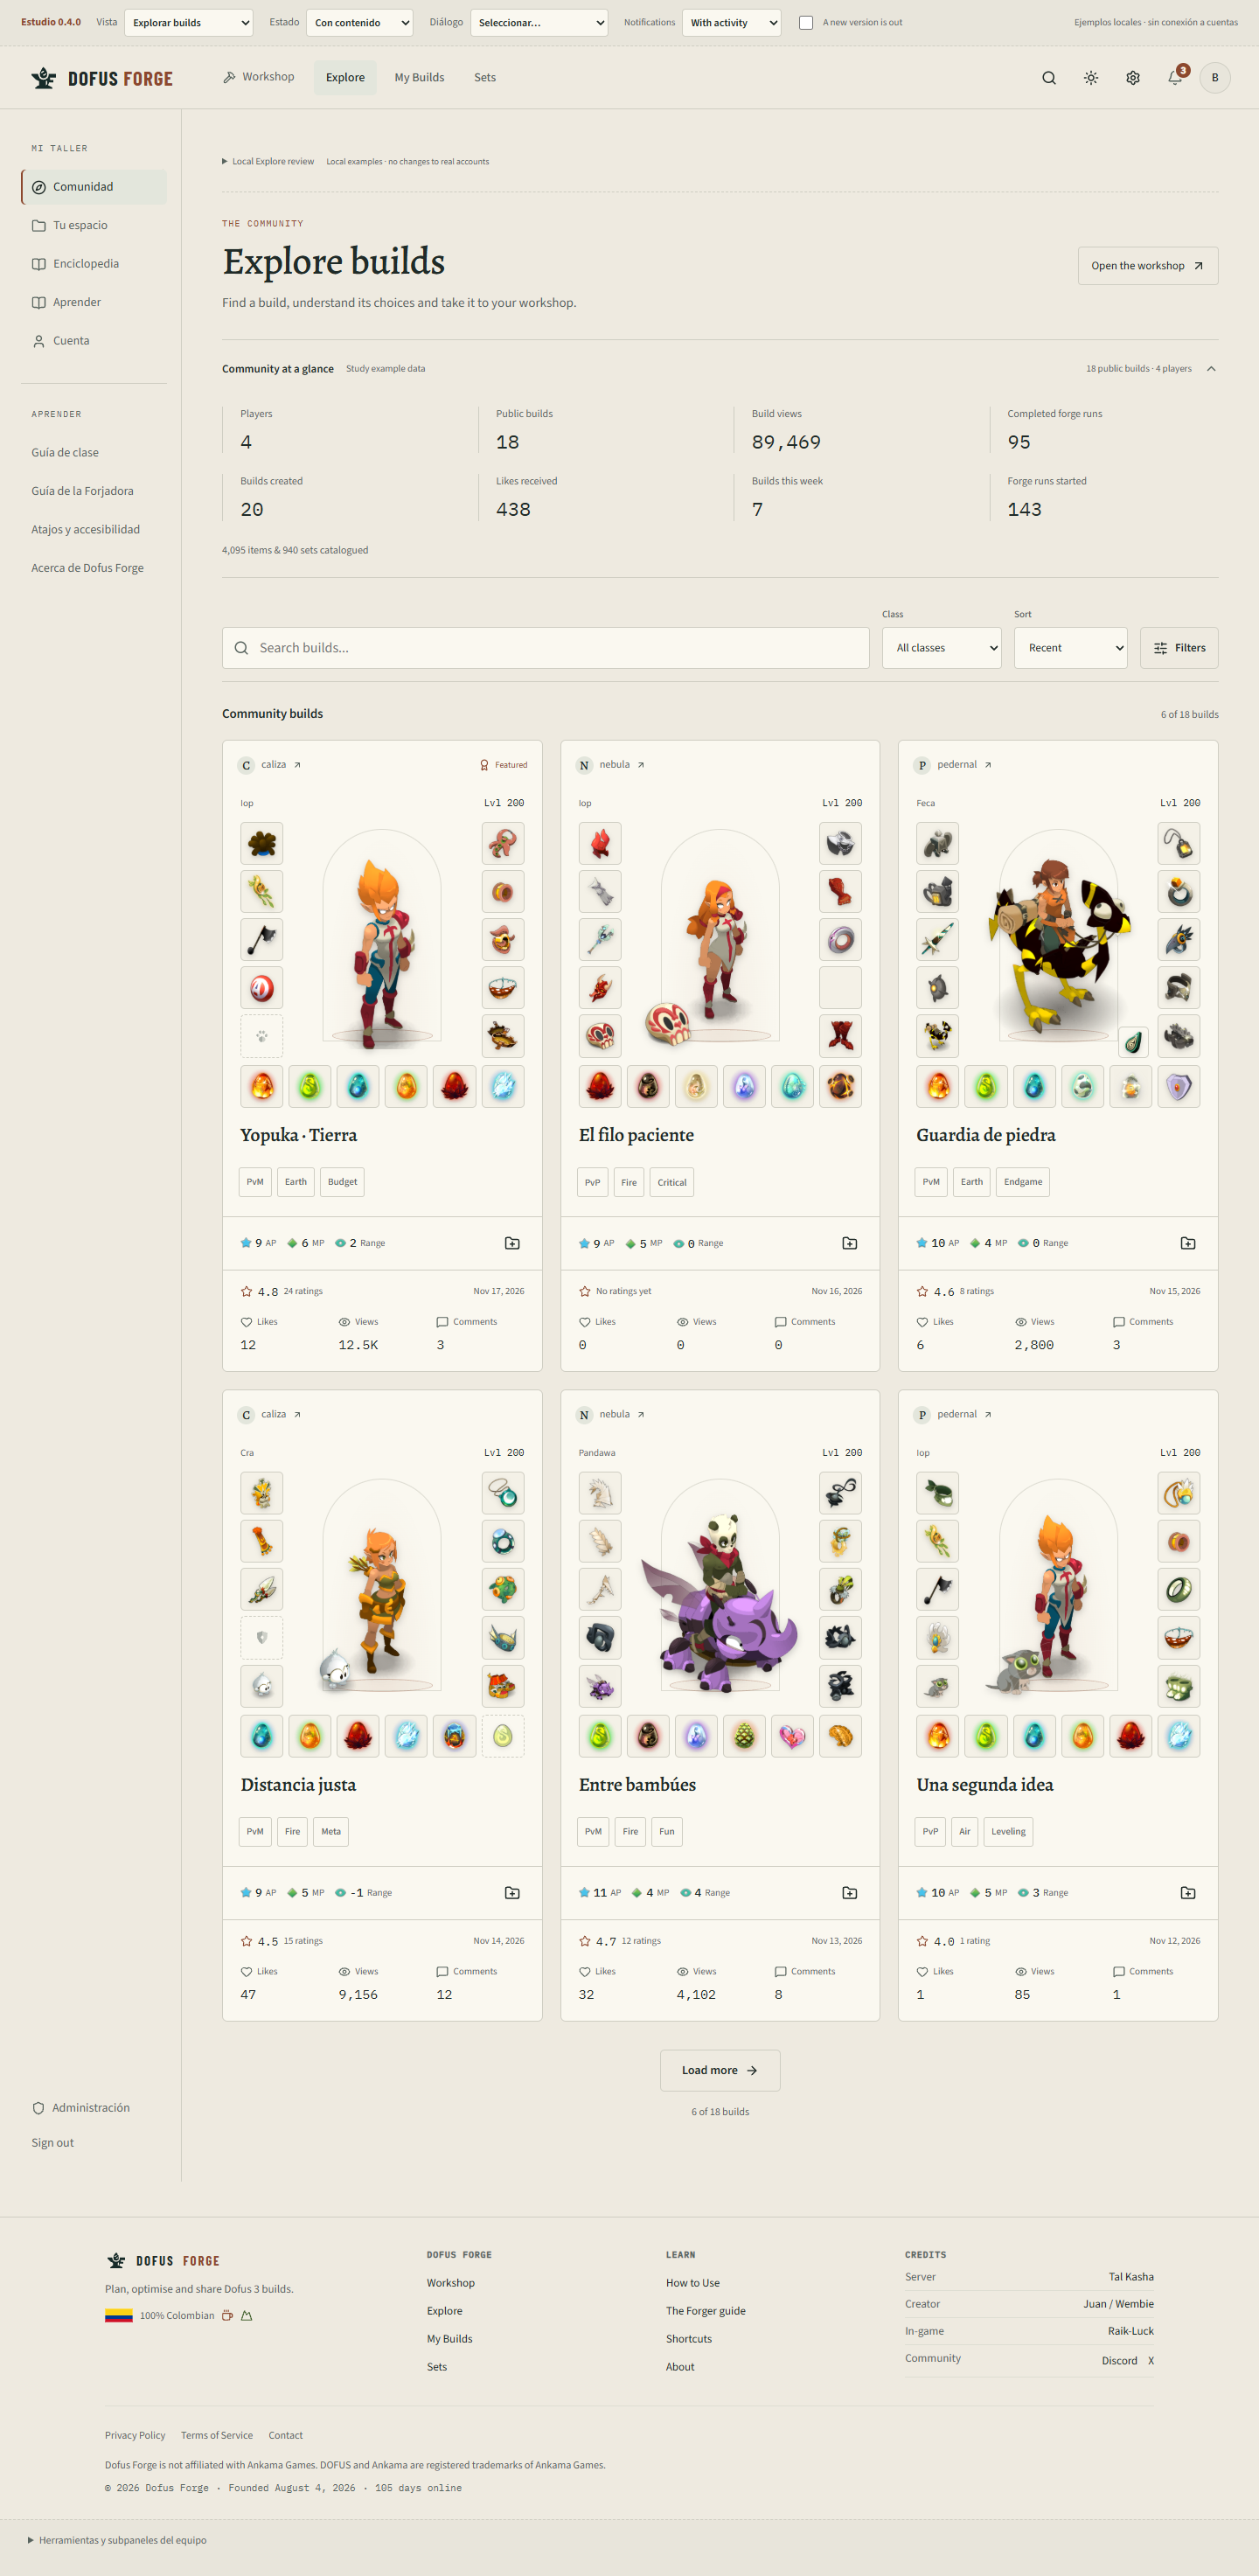 Estudio 0.4.0 Vista Explorar builds Estado Con contenido Diálogo Seleccionar... Notifications With activity A new version is out Ejemplos locales · sin conexión a cuentas
DOFUS FORGE Workshop Explore My Builds Sets 3 B
MI TALLER
Comunidad
Tu espacio
Enciclopedia
Aprender
Cuenta
APRENDER
Guía de clase
Guía de la Forjadora
Atajos y accesibilidad
Acerca de Dofus Forge
Administración
Sign out
Local Explore review Local examples · no changes to real accounts
THE COMMUNITY
Explore builds
Open the workshop
Find a build, understand its choices and take it to your workshop.
Community at a glance Study example data 18 public builds · 4 players
Players Public builds Build views Completed forge runs
4 18 89,469 95
Builds created Likes received Builds this week Forge runs started
20 438 7 143
4,095 items & 940 sets catalogued
Class Sort
Search builds... All classes Recent Filters
Community builds 6 of 18 builds
C caliza Featured
Iop Lvl 200
Yopuka · Tierra
PvM Earth Budget
9 AP 6 MP 2 Range
4.8 24 ratings Nov 17, 2026
Likes Views Comments
12 12.5K 3
N nebula
Iop Lvl 200
El filo paciente
PvP Fire Critical
9 AP 5 MP 0 Range
No ratings yet Nov 16, 2026
Likes Views Comments
0 0 0
P pedernal
Feca Lvl 200
Guardia de piedra
PvM Earth Endgame
10 AP 4 MP 0 Range
4.6 8 ratings Nov 15, 2026
Likes Views Comments
6 2,800 3
C caliza
Cra Lvl 200
Distancia justa
PvM Fire Meta
9 AP 5 MP -1 Range
4.5 15 ratings Nov 14, 2026
Likes Views Comments
47 9,156 12
N nebula
Pandawa Lvl 200
Entre bambúes
PvM Fire Fun
11 AP 4 MP 4 Range
4.7 12 ratings Nov 13, 2026
Likes Views Comments
32 4,102 8
P pedernal
Iop Lvl 200
Una segunda idea
PvP Air Leveling
10 AP 5 MP 3 Range
4.0 1 rating Nov 12, 2026
Likes Views Comments
1 85 1
Load more
6 of 18 builds
DOFUS FORGE
Plan, optimise and share Dofus 3 builds.
100% Colombian
DOFUS FORGE
Workshop
Explore
My Builds
Sets
LEARN
How to Use
The Forger guide
Shortcuts
About
CREDITS
Server Tal Kasha
Creator Juan / Wembie
In-game Raik-Luck
Community Discord X
Privacy Policy Terms of Service Contact
Dofus Forge is not affiliated with Ankama Games. DOFUS and Ankama are registered trademarks of Ankama Games.
© 2026 Dofus Forge · Founded August 4, 2026 · 105 days online
Herramientas y subpaneles del equipo